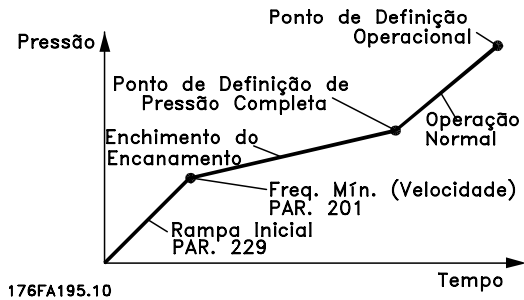 Ponto de Definição
Operacional
Pressão
Ponto de Definição de
Pressão Completa
Operação
Normal
Enchimento do
Encanamento
Freq. Mín. (Velocidade)
PAR. 201
Rampa Inicial
PAR. 229
Tempo
176FA195.10